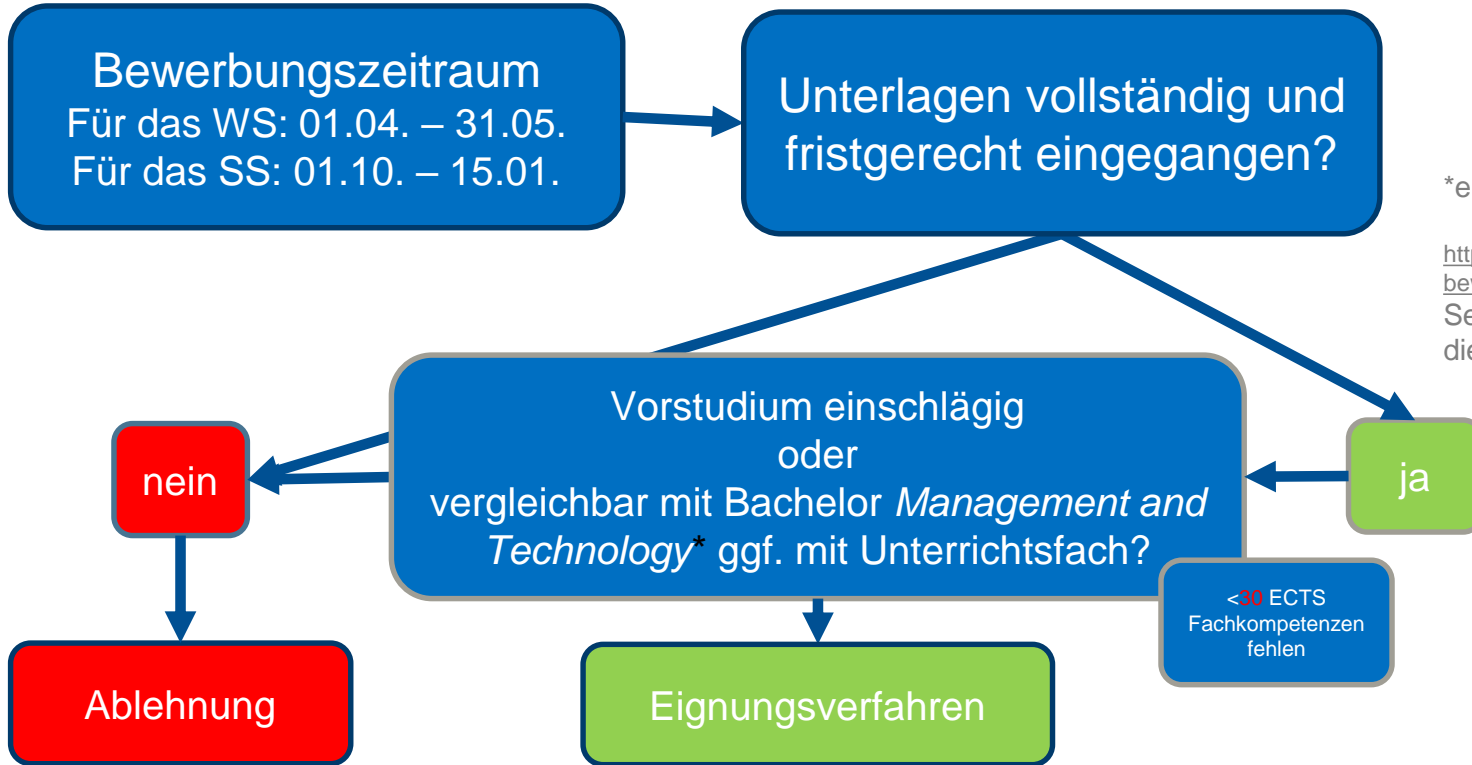 Bewerbungszeitraum
Für das WS: 01.04. – 31.05.
Für das SS: 01.10. – 15.01.
Unterlagen vollständig und
fristgerecht eingegangen?
Vorstudium einschlägig
oder
vergleichbar mit Bachelor Management and
Technology* ggf. mit Unterrichtsfach?
nein
ja
<30 ECTS
Fachkompetenzen
fehlen
Ablehnung
Eignungsverfahren